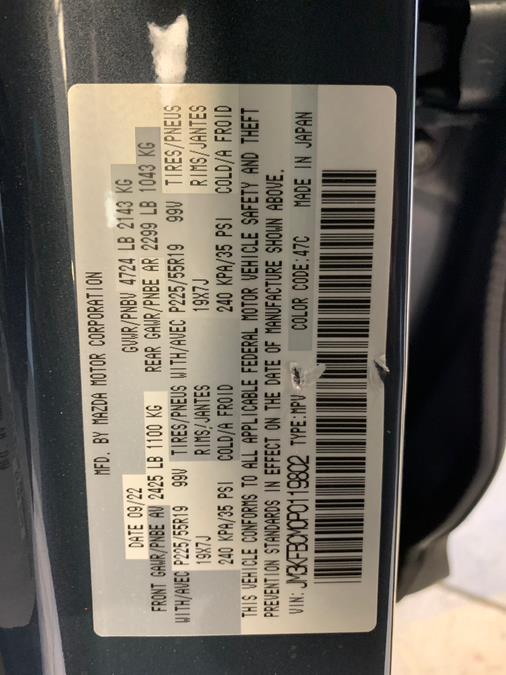 MFD. BY MAZDA MOTOR CORPORATION
DATE 09/22 GVWR/PNBV 4724 LB 2143 KG
FRONT GAWR/PNBE AV 2425 LB 1100 KG REAR GAWR/PNBE AR 2299 LB 1043 KG
WITH/AVEC P225/55R19 99V TIRES/PNEUS WITH/AVEC P225/55R19 99V TIRES/PNEUS
19X7J RIMS/JANTES 19X7J RIMS/JANTES
240 KPA/35 PSI COLD/A FROID 240 KPA/35 PSI COLD/A FROID
THIS VEHICLE CONFORMS TO ALL APPLICABLE FEDERAL MOTOR VEHICLE SAFETY AND THEFT
PREVENTION STANDARDS IN EFFECT ON THE DATE OF MANUFACTURE SHOWN ABOVE.
VIN: JM3KFBCM0P0119802 TYPE:MPV COLOR CODE:47C MADE IN JAPAN